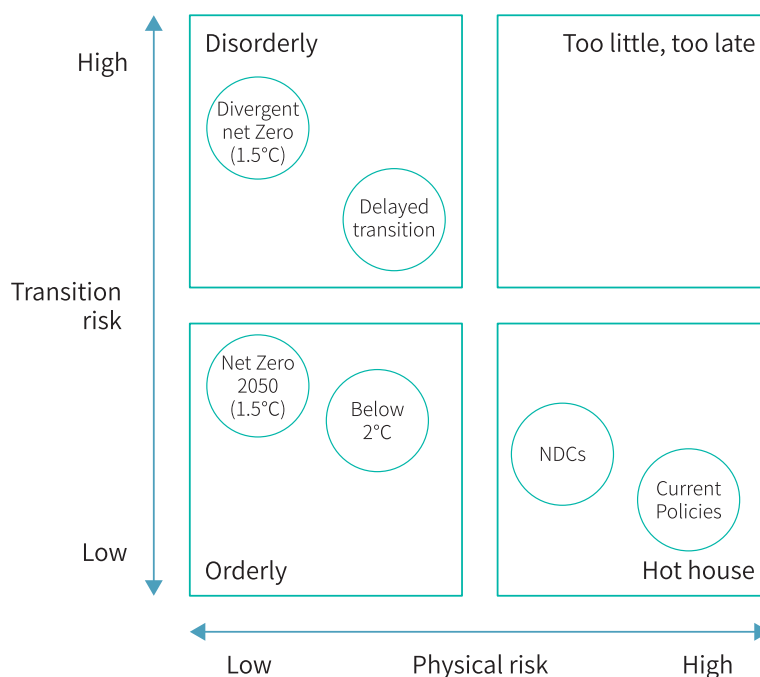 High
Transition
risk
Low
Disorderly
Divergent
net Zero
(1.5°C)
Delayed
transition
Too little, too late
Net Zero
2050
(1.5°C)
Below
2°C
Orderly
NDCs
Current
Policies
Hot house
Low
Physical risk
High